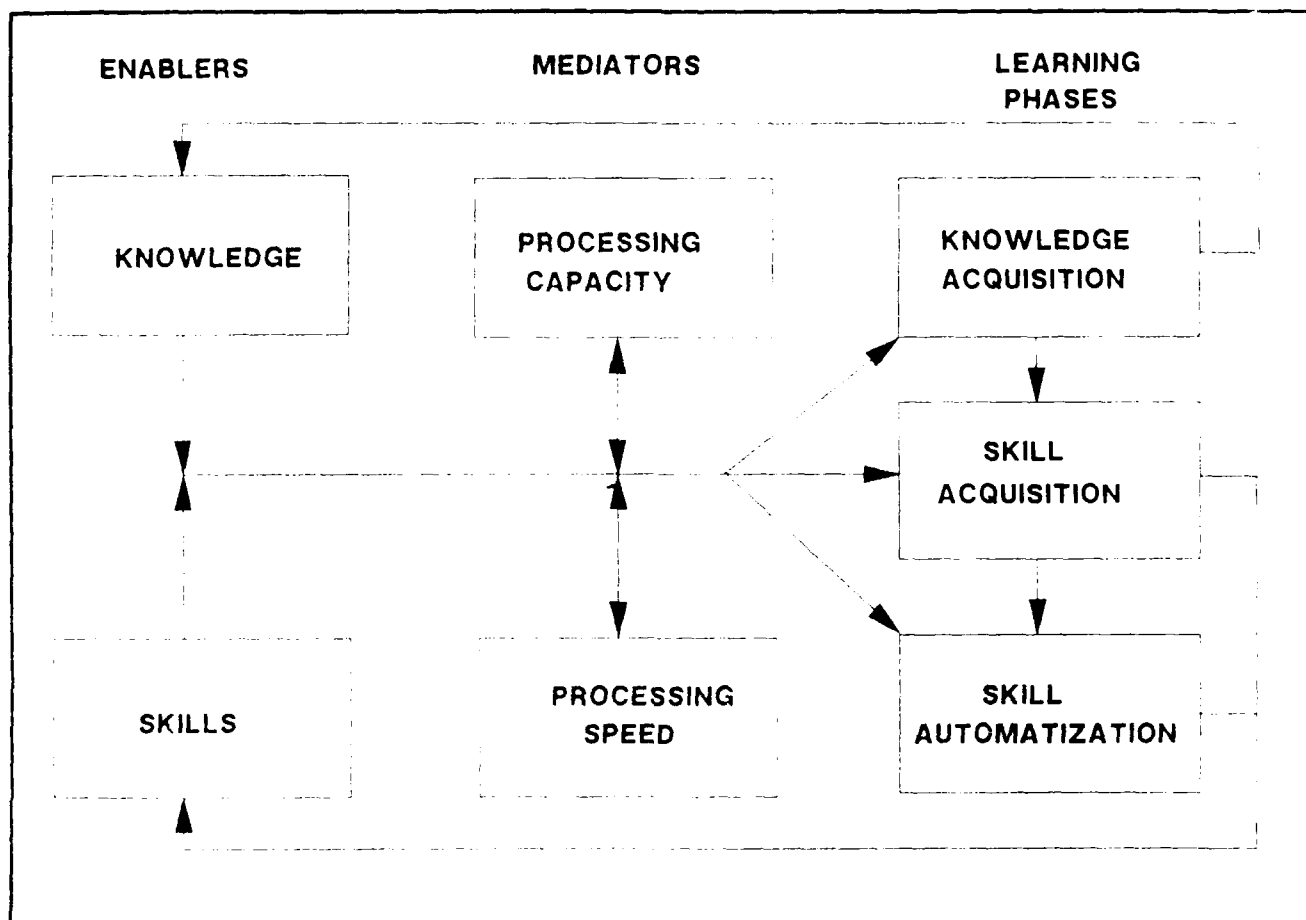 ENABLERS
MEDIATORS
LEARNING
PHASES
KNOWLEDGE
PROCESSING
CAPACITY
KNOWLEDGE
ACQUISITION
SKILL
ACQUISITION
SKILLS
PROCESSING
SPEED
SKILL
AUTOMATIZATION